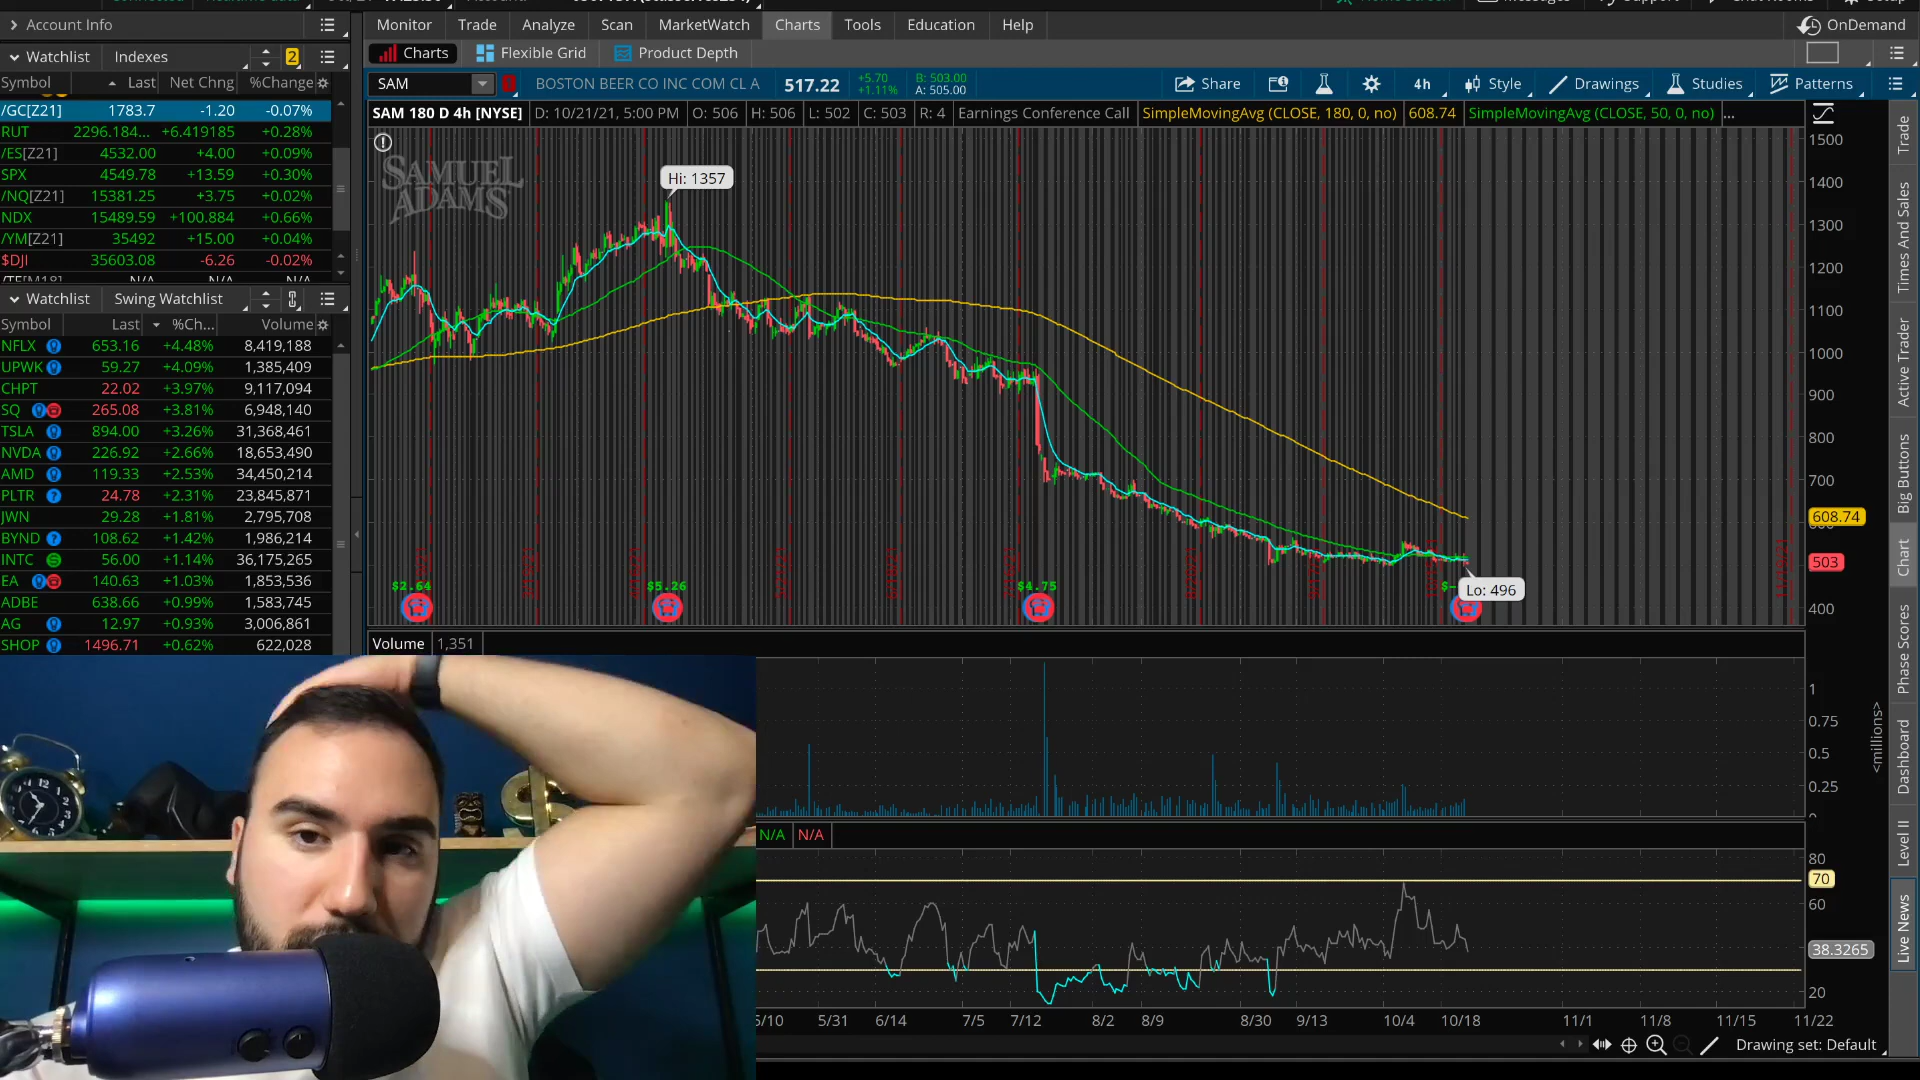 Account Info
Monitor Trade Analyze Scan MarketWatch Charts Tools Education Help OnDemand
Watchlist Indexes 2
Charts Flexible Grid Product Depth
Symbol Last Net Chng %Change
SAM BOSTON BEER CO INC COM CL A 517.22 +5.70 +1.11% B: 503.00 A: 505.00 Share 4h Style Drawings Studies Patterns
SAM 180 D 4h [NYSE] D: 10/21/21, 5:00 PM O: 506 H: 506 L: 502 C: 503 R: 4 Earnings Conference Call SimpleMovingAvg (CLOSE, 180, 0, no) 608.74 SimpleMovingAvg (CLOSE, 50, 0, no) ...
/GC[Z21] 1783.7 -1.20 -0.07%
RUT 2296.184... +6.419185 +0.28%
/ES[Z21] 4532.00 +4.00 +0.09%
SPX 4549.78 +13.59 +0.30%
/NQ[Z21] 15381.25 +3.75 +0.02%
NDX 15489.59 +100.884 +0.66%
/YM[Z21] 35492 +15.00 +0.04%
$DJI 35603.08 -6.26 -0.02%
Watchlist Swing Watchlist
Symbol Last %Ch... Volume
NFLX 653.16 +4.48% 8,419,188
UPWK 59.27 +4.09% 1,385,409
CHPT 22.02 +3.97% 9,117,094
SQ 265.08 +3.81% 6,948,140
TSLA 894.00 +3.26% 31,368,461
NVDA 226.92 +2.66% 18,653,490
AMD 119.33 +2.53% 34,450,214
PLTR 24.78 +2.31% 23,845,871
JWN 29.28 +1.81% 2,795,708
BYND 108.62 +1.42% 1,986,214
INTC 56.00 +1.14% 36,175,265
EA 140.63 +1.03% 1,853,536
ADBE 638.66 +0.99% 1,583,745
AG 12.97 +0.93% 3,006,861
SHOP 1496.71 +0.62% 622,028
SAMUEL
ADAMS
Hi: 1357
Lo: 496
$2.64 $5.26 $4.75 $-
1500
1400
1300
1200
1100
1000
900
800
700
608.74
503
400
Volume 1,351
1
0.75
0.5
0.25
<millions>
N/A N/A
80
70
60
38.3265
20
5/10 5/31 6/14 7/5 7/12 8/2 8/9 8/30 9/13 10/4 10/18 11/1 11/8 11/15 11/22
Drawing set: Default
Trade
Times And Sales
Active Trader
Big Buttons
Chart
Phase Scores
Dashboard
Level II
Live News